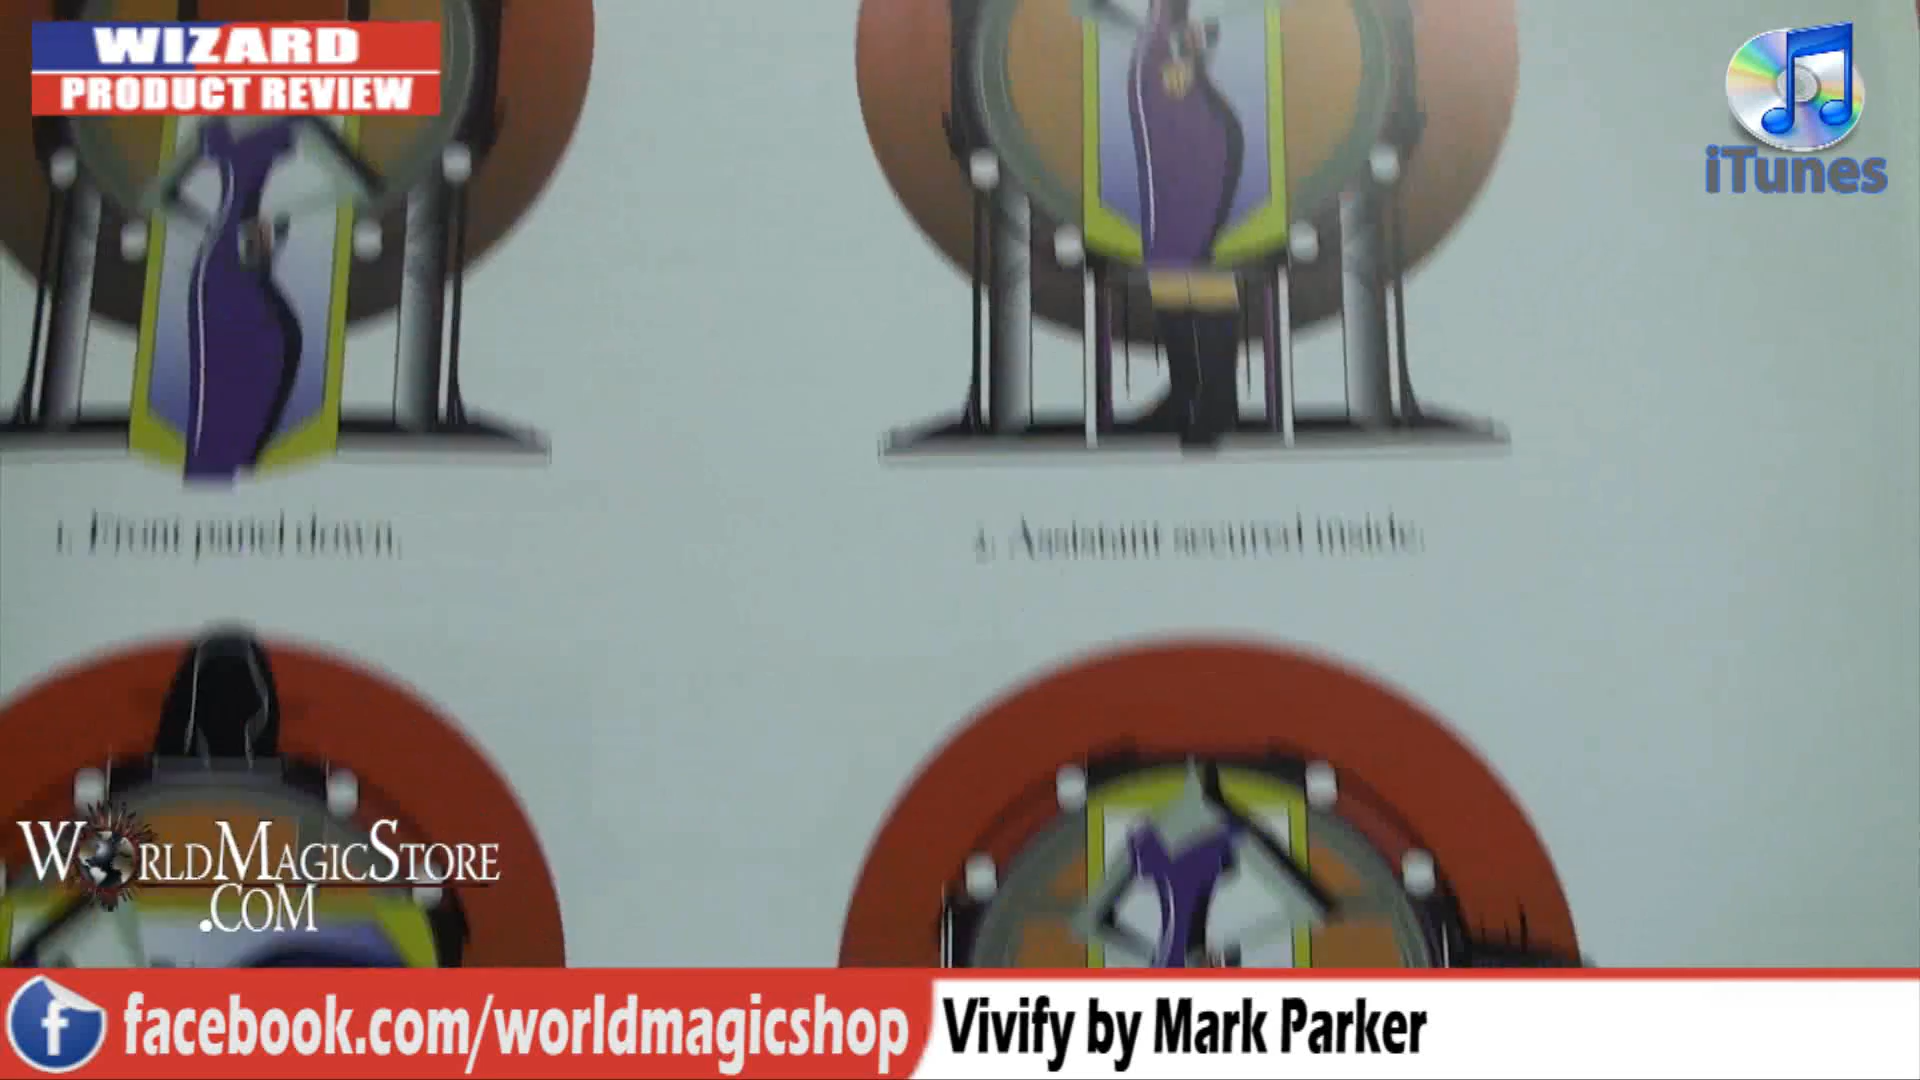 WIZARD
PRODUCT REVIEW
iTunes
1. Front panel down.
Assistant secured inside.
WORLDMAGICSTORE
.COM
facebook.com/worldmagicshop
Vivify by Mark Parker